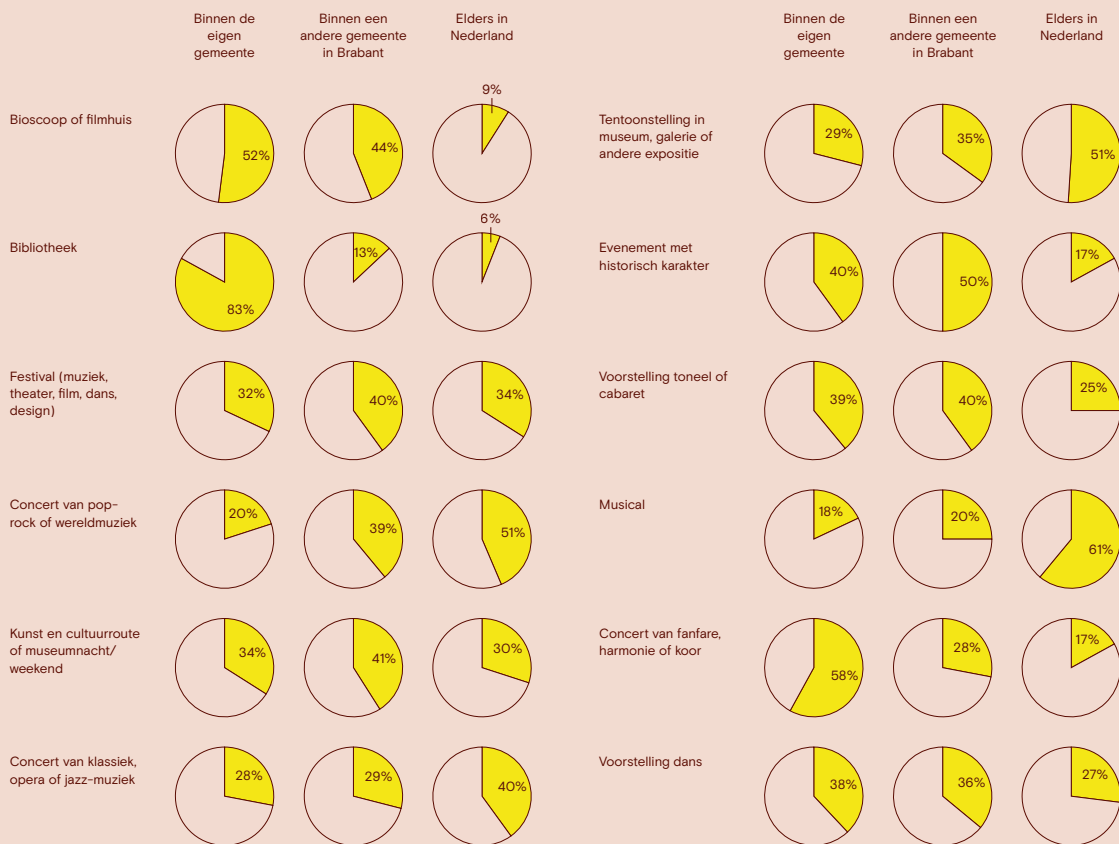 Binnen de
eigen
gemeente
Binnen een
andere gemeente
in Brabant
Elders in
Nederland
Bioscoop of filmhuis
52%
44%
9%
Bibliotheek
83%
13%
6%
Festival (muziek,
theater, film, dans,
design)
32%
40%
34%
Concert van pop-
rock of wereldmuziek
20%
39%
51%
Kunst en cultuurroute
of museumnacht/
weekend
34%
41%
30%
Concert van klassiek,
opera of jazz-muziek
28%
29%
40%
Binnen de
eigen
gemeente
Binnen een
andere gemeente
in Brabant
Elders in
Nederland
Tentoonstelling in
museum, galerie of
andere expositie
29%
35%
51%
Evenement met
historisch karakter
40%
50%
17%
Voorstelling toneel of
cabaret
39%
40%
25%
Musical
18%
20%
61%
Concert van fanfare,
harmonie of koor
58%
28%
17%
Voorstelling dans
38%
36%
27%